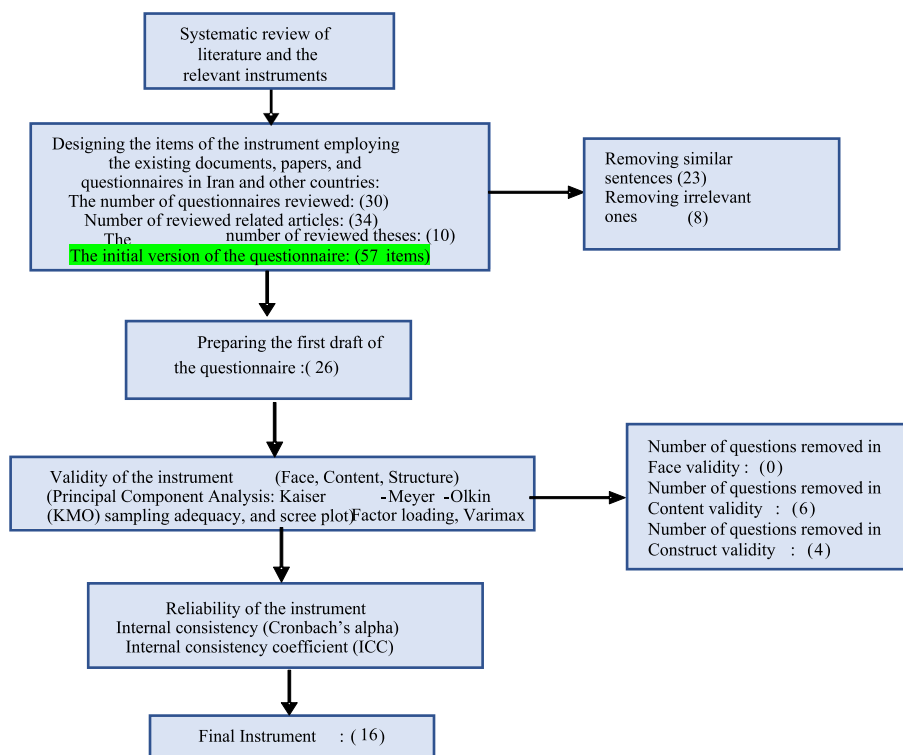 Systematic review of
literature and the
relevant instruments
Designing the items of the instrument employing
the existing documents, papers, and
questionnaires in Iran and other countries:
The number of questionnaires reviewed: (30)
Number of reviewed related articles: (34)
The number of reviewed theses: (10)
The initial version of the questionnaire: (57 items)
Removing similar
sentences (23)
Removing irrelevant
ones (8)
Preparing the first draft of
the questionnaire :( 26)
Validity of the instrument (Face, Content, Structure)
(Principal Component Analysis: Kaiser -Meyer -Olkin
(KMO) sampling adequacy, and scree plot) Factor loading, Varimax
Number of questions removed in
Face validity : (0)
Number of questions removed in
Content validity : (6)
Number of questions removed in
Construct validity : (4)
Reliability of the instrument
Internal consistency (Cronbach's alpha)
Internal consistency coefficient (ICC)
Final Instrument : (16)